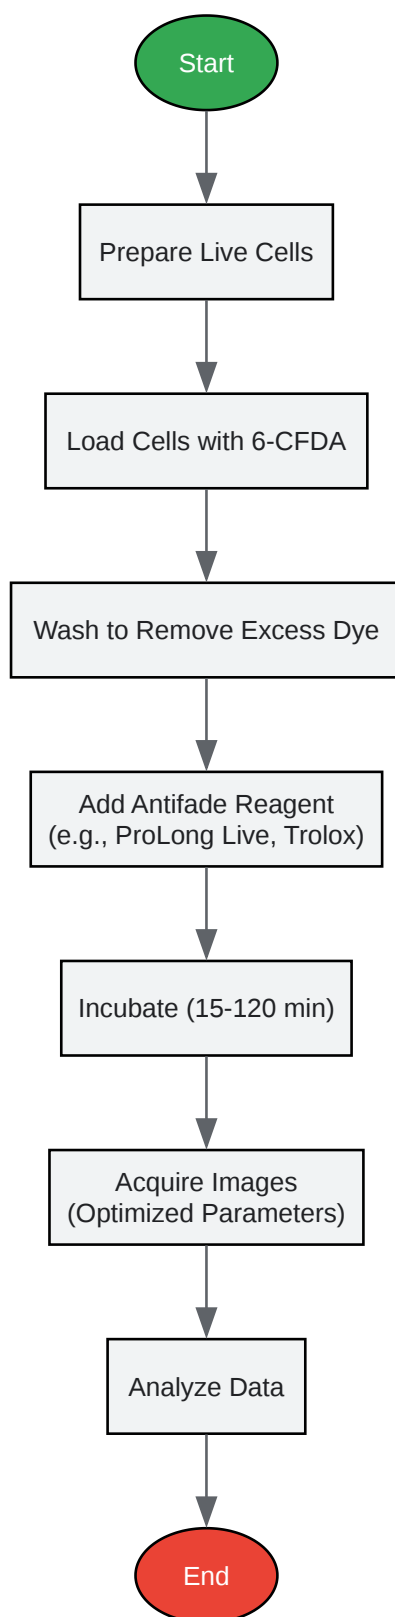 Start
Prepare Live Cells
Load Cells with 6-CFDA
Wash to Remove Excess Dye
Add Antifade Reagent
(e.g., ProLong Live, Trolox)
Incubate (15-120 min)
Acquire Images
(Optimized Parameters)
Analyze Data
End